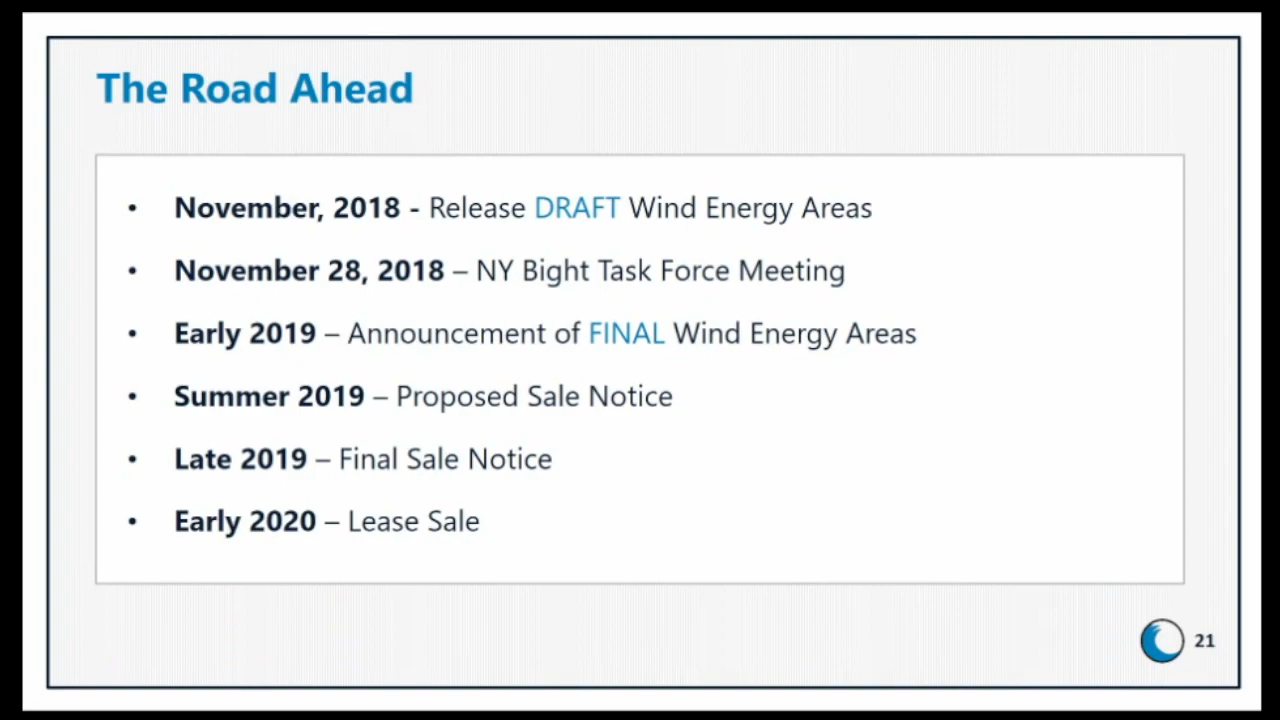 The Road Ahead
• November, 2018 - Release DRAFT Wind Energy Areas
• November 28, 2018 – NY Bight Task Force Meeting
• Early 2019 – Announcement of FINAL Wind Energy Areas
• Summer 2019 – Proposed Sale Notice
• Late 2019 – Final Sale Notice
• Early 2020 – Lease Sale
21